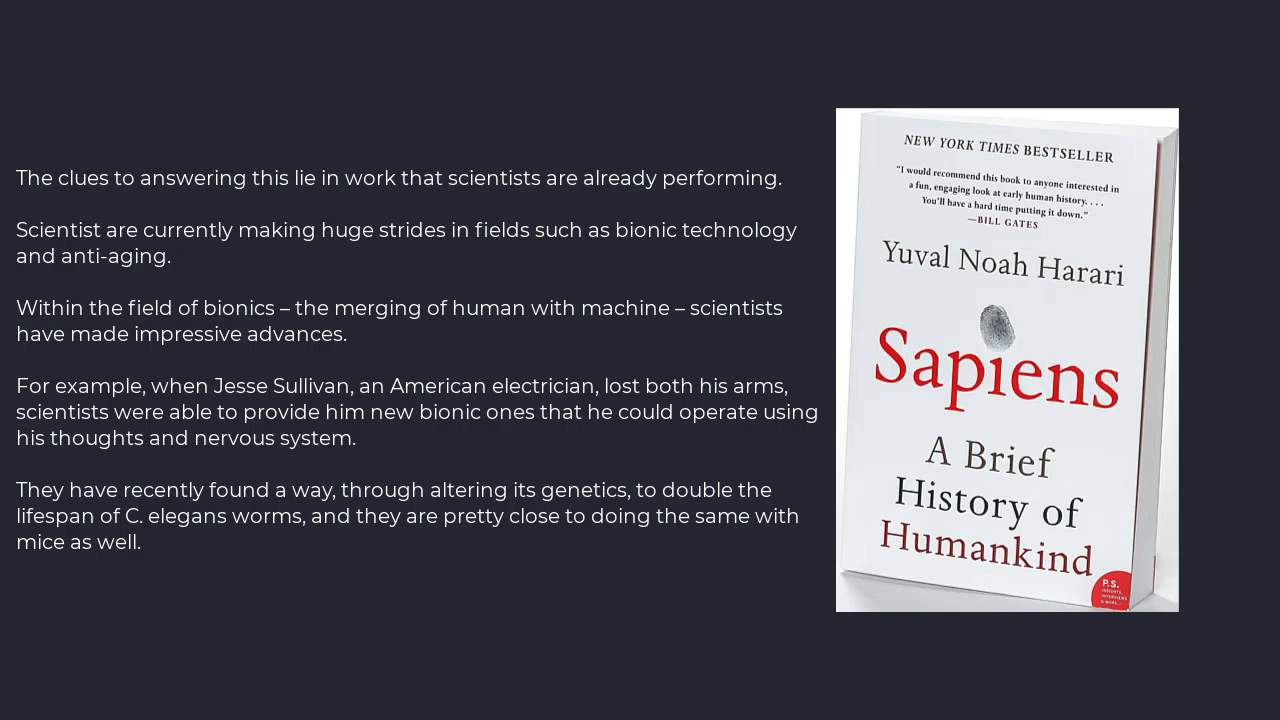 The clues to answering this lie in work that scientists are already performing.
Scientist are currently making huge strides in fields such as bionic technology
and anti-aging.
Within the field of bionics – the merging of human with machine – scientists
have made impressive advances.
For example, when Jesse Sullivan, an American electrician, lost both his arms,
scientists were able to provide him new bionic ones that he could operate using
his thoughts and nervous system.
They have recently found a way, through altering its genetics, to double the
lifespan of C. elegans worms, and they are pretty close to doing the same with
mice as well.
NEW YORK TIMES BESTSELLER
“I would recommend this book to anyone interested in
a fun, engaging look at early human history. . . .
You’ll have a hard time putting it down.”
—BILL GATES
Yuval Noah Harari
Sapiens
A Brief
History of
Humankind
P.S.
INSIGHTS,
INTERVIEWS
& MORE...